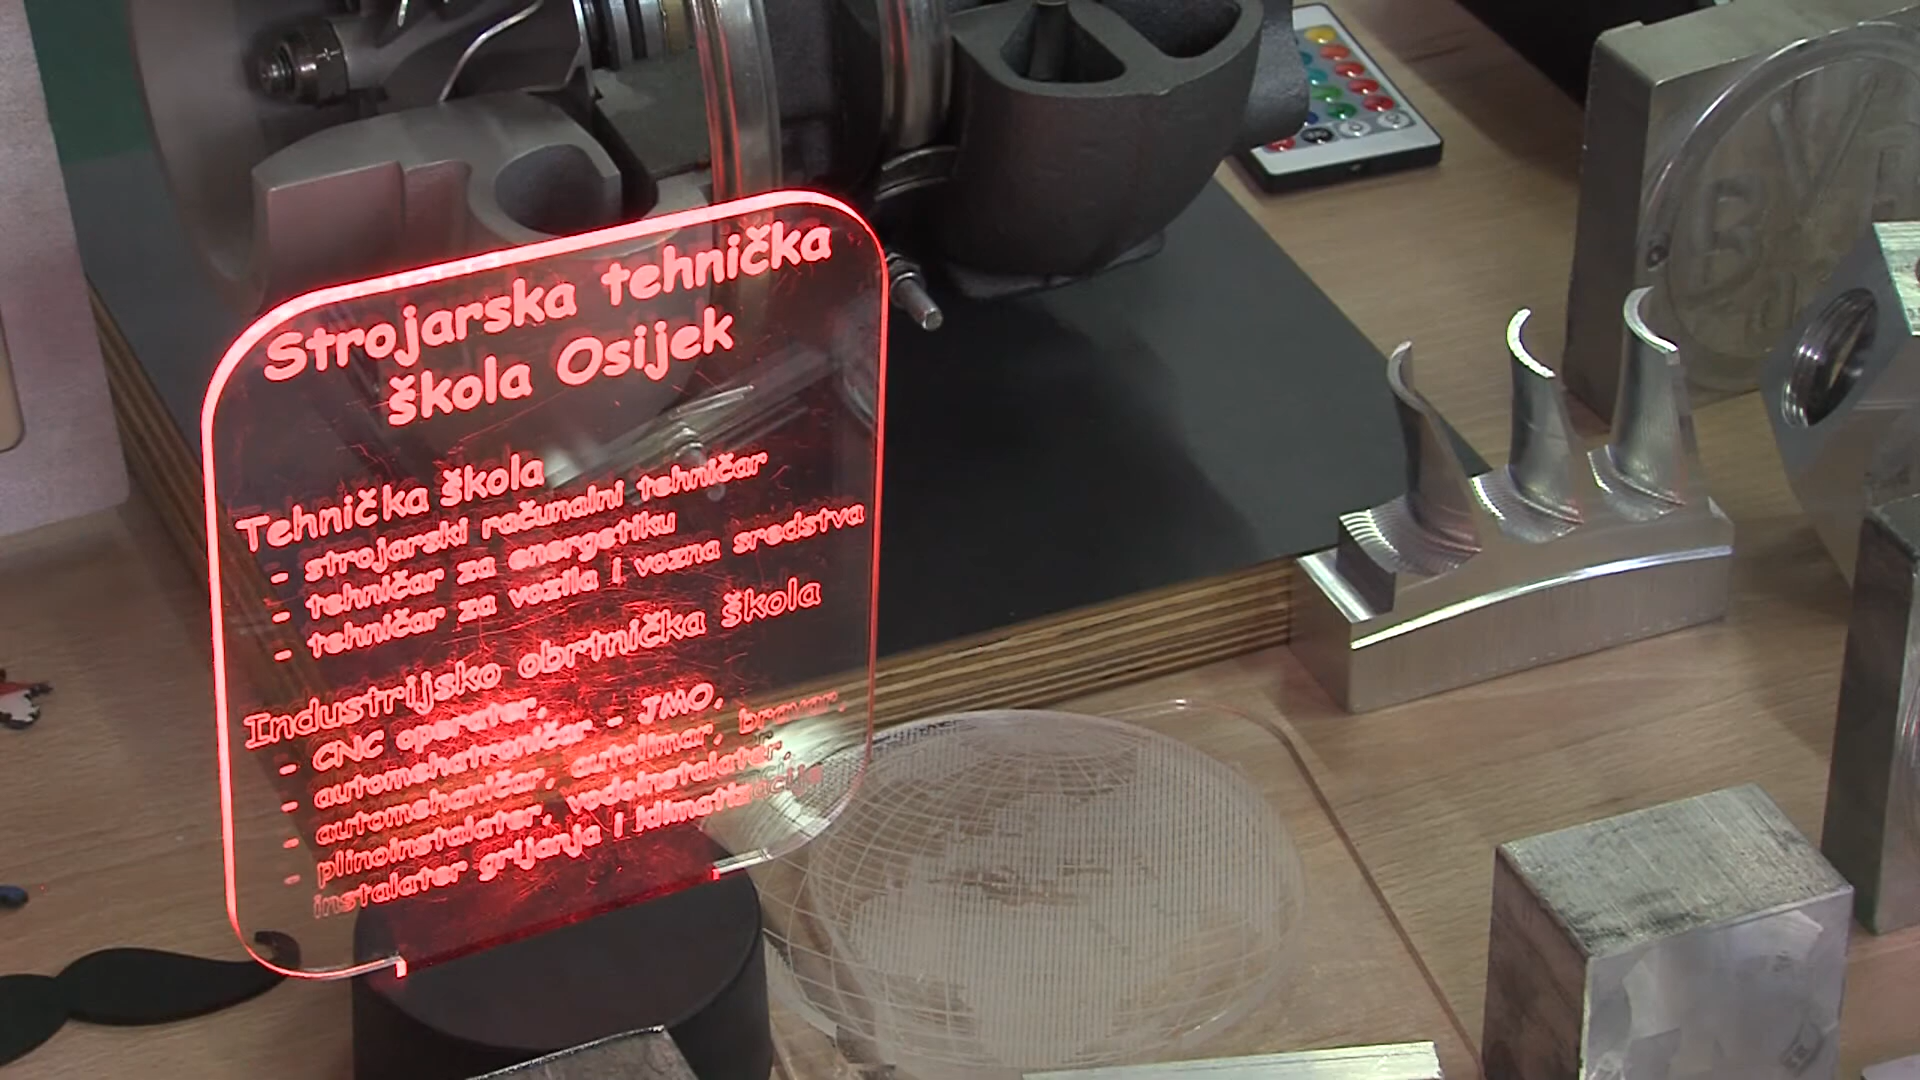 Strojarska tehnička
škola Osijek
Tehnička škola
- strojarski računalni tehničar
- tehničar za energetiku
- tehničar za vozila i vozna sredstva
Industrijsko obrtnička škola
- CNC operater,
- automehatroničar - JMO,
- automehaničar, autolimar, bravar,
- plinoinstalater, vodoinstalater,
instalater grijanja i klimatizacije